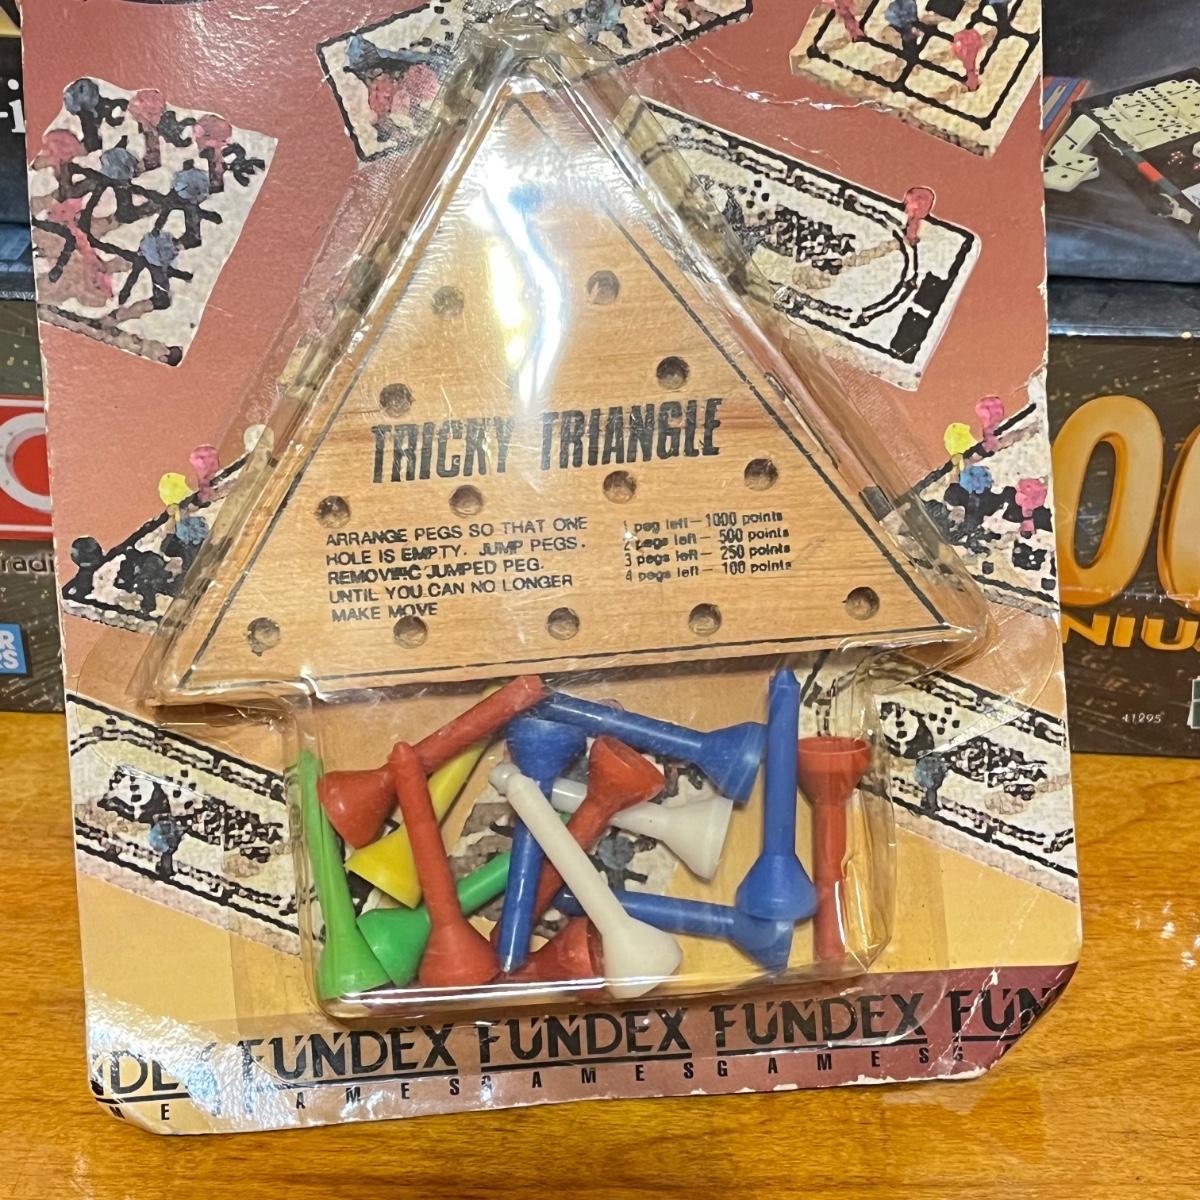 TRICKY TRIANGLE
ARRANGE PEGS SO THAT ONE
HOLE IS EMPTY. JUMP PEGS.
JUMPED PEG.
UNTIL YOU CAN NO LONGER
MAKE MOVE
1 peg left — 1000 points
2 pegs left — 500 points
3 pegs left — 250 points
4 pegs left — 100 points
FUNDEX FUNDEX FUNDEX FUN
GAMES GAMES
41295